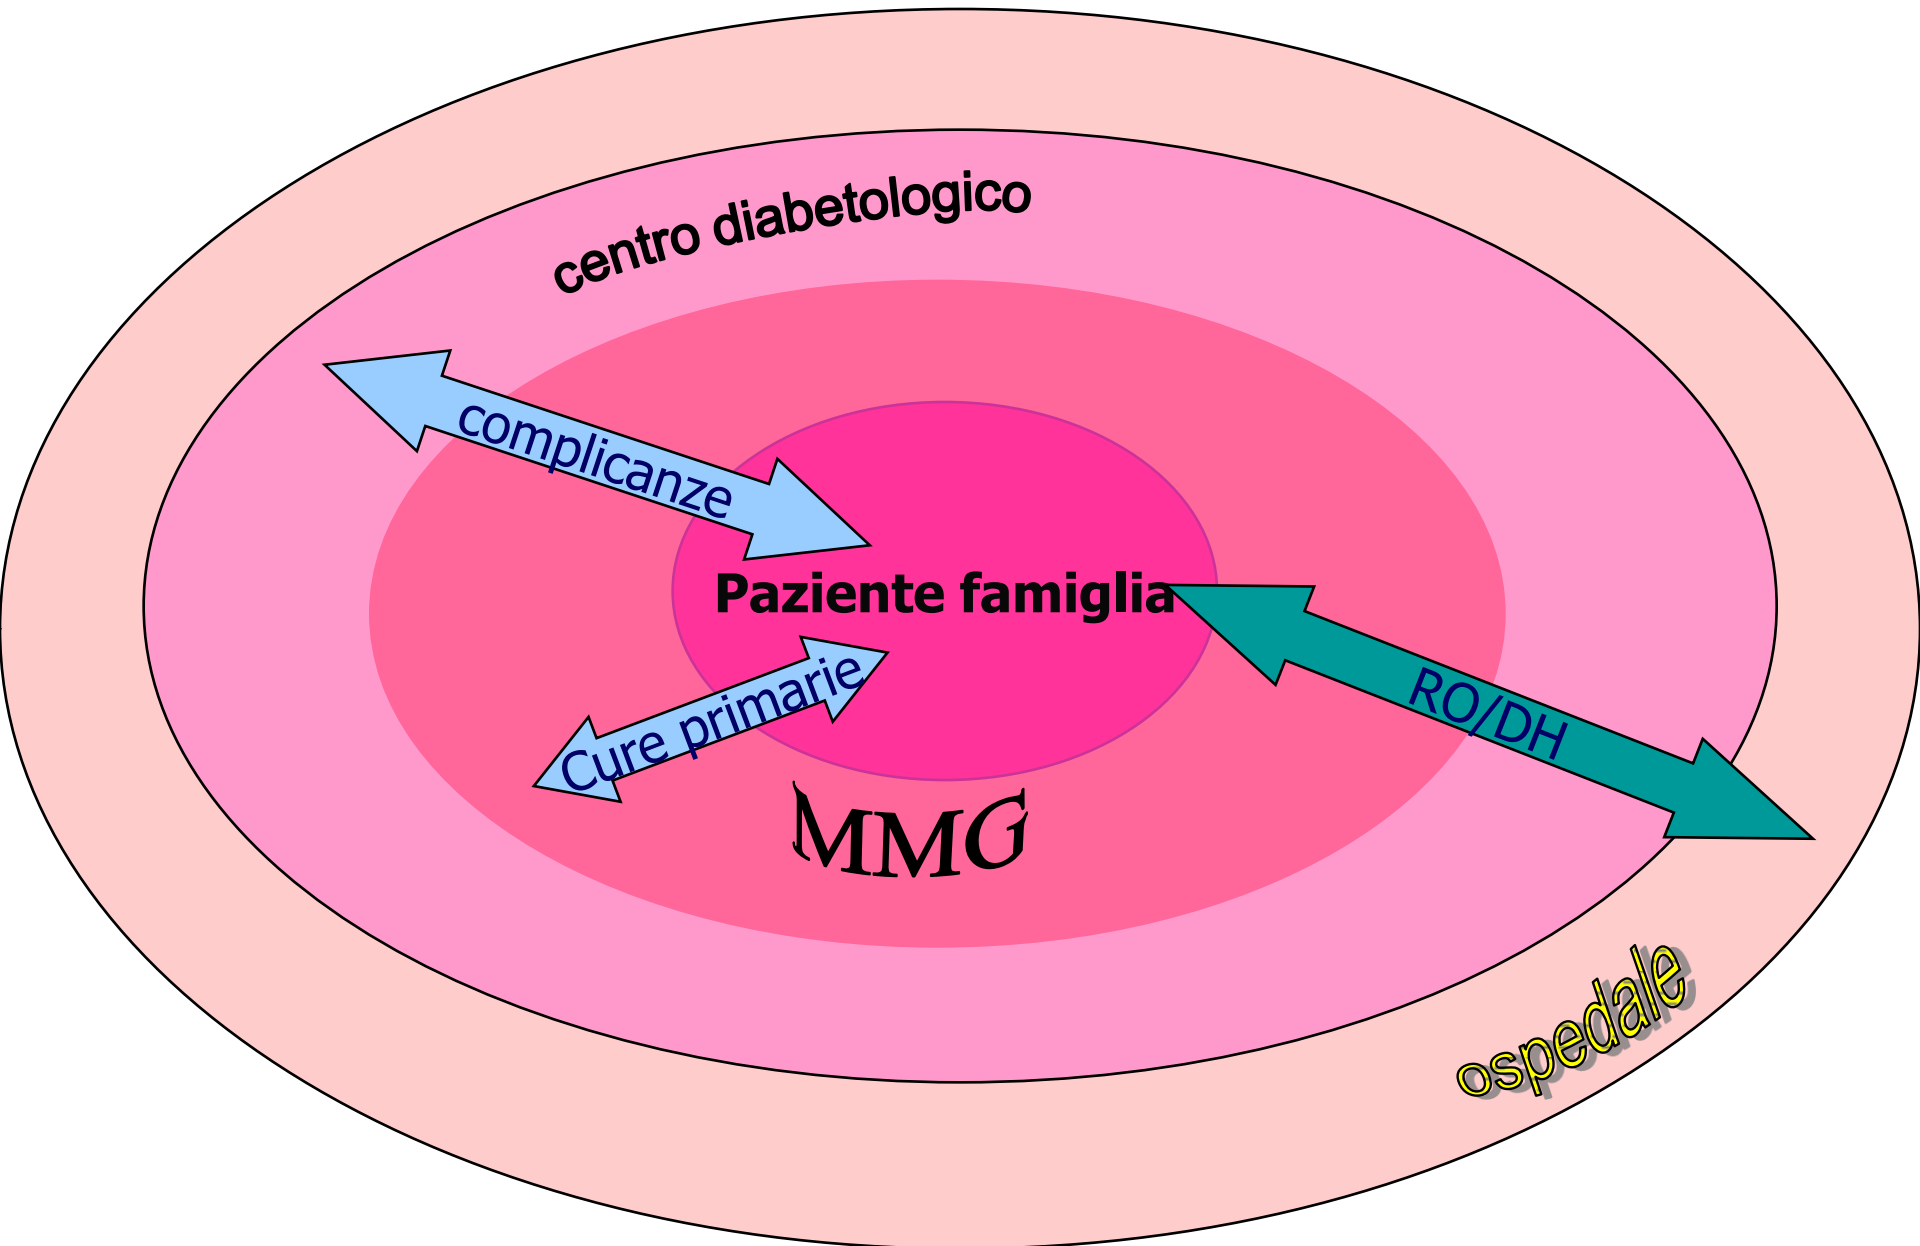 centro diabetologico
complicanze
Paziente famiglia
Cure primarie
RO/DH
MMG
ospedale